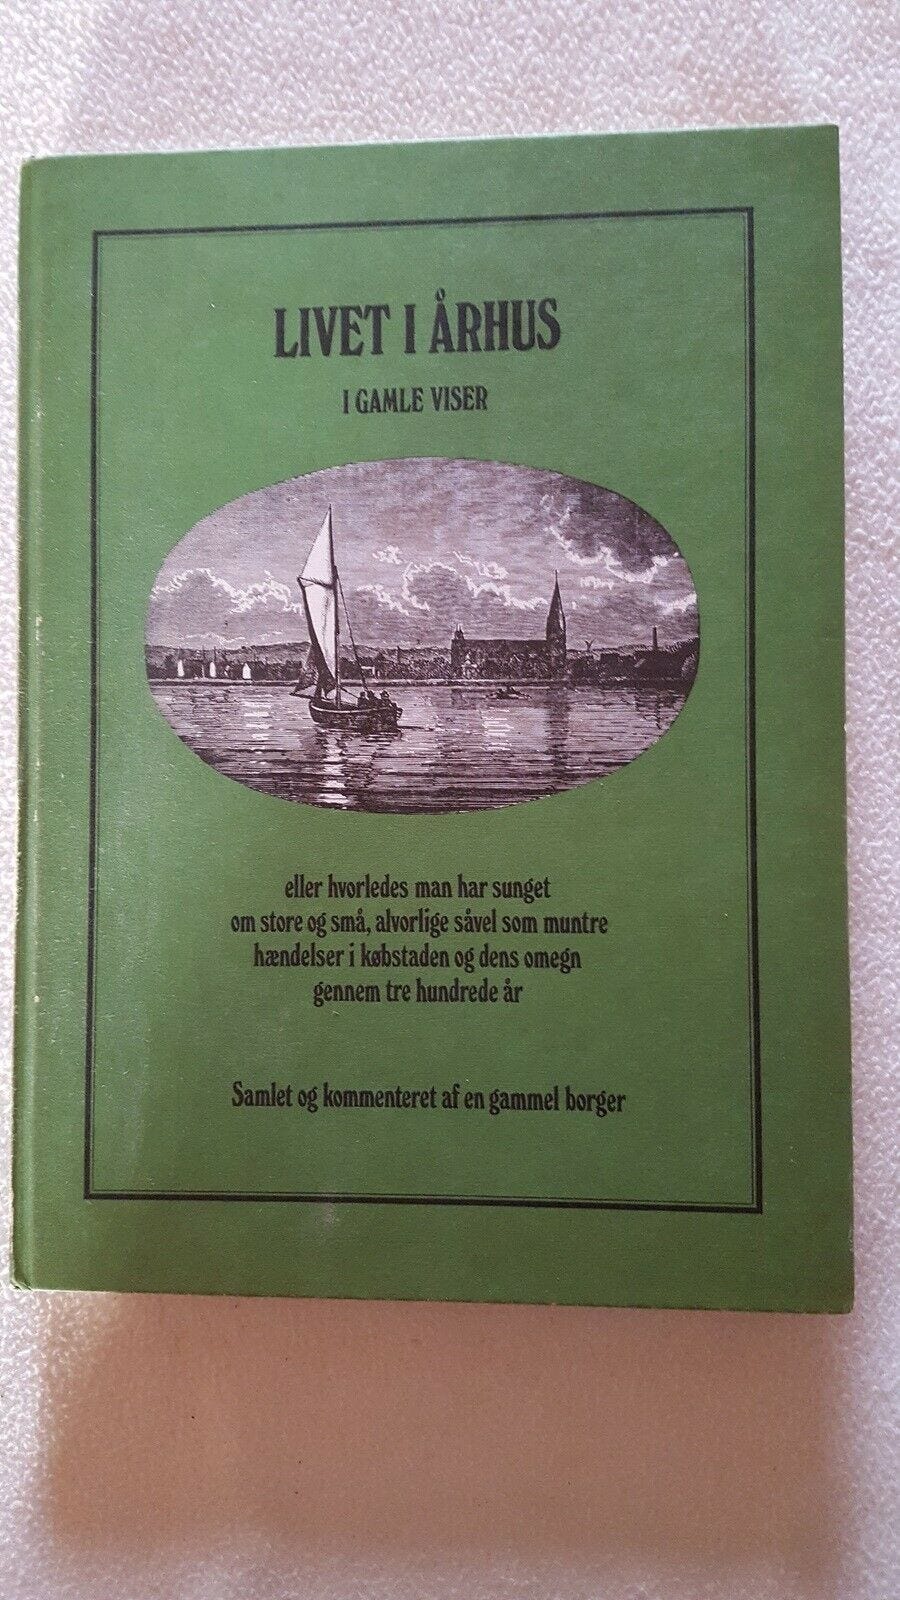 LIVET I ÅRHUS
I GAMLE VISER
eller hvorledes man har sunget
om store og små, alvorlige såvel som muntre
hændelser i købstaden og dens omegn
gennem tre hundrede år
Samlet og kommenteret af en gammel borger